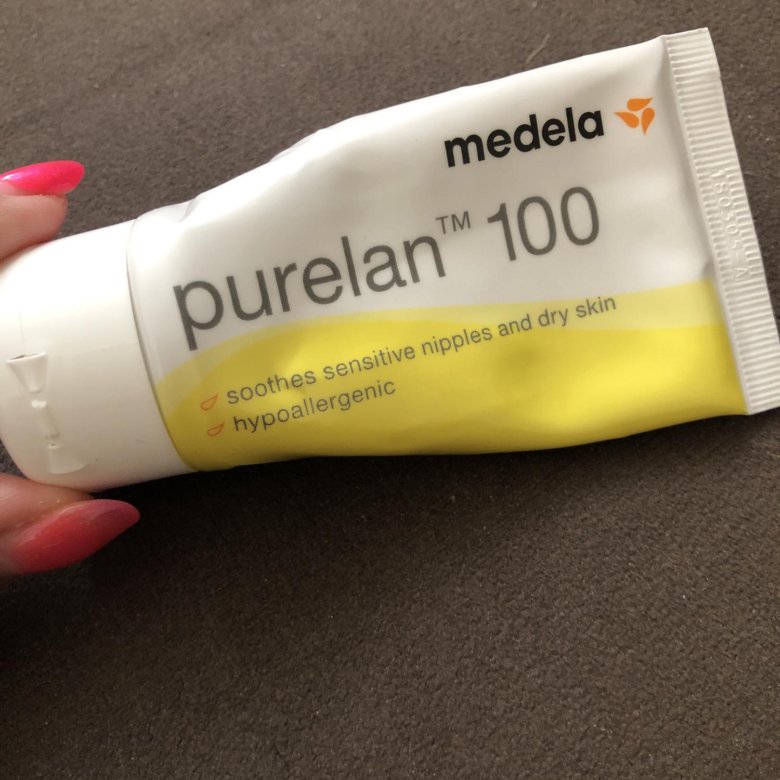 medela
purelan™ 100
soothes sensitive nipples and dry skin
hypoallergenic